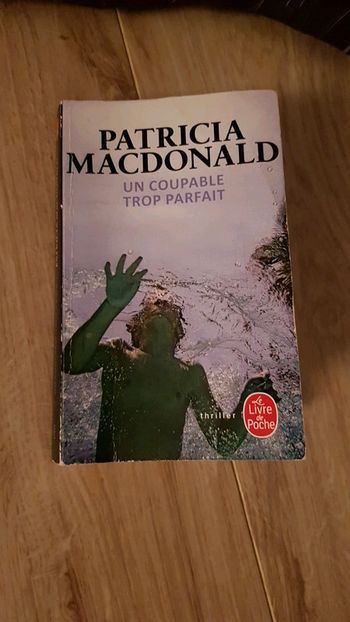 PATRICIA
MACDONALD
UN COUPABLE
TROP PARFAIT
thriller
Le
Livre
de
Poche